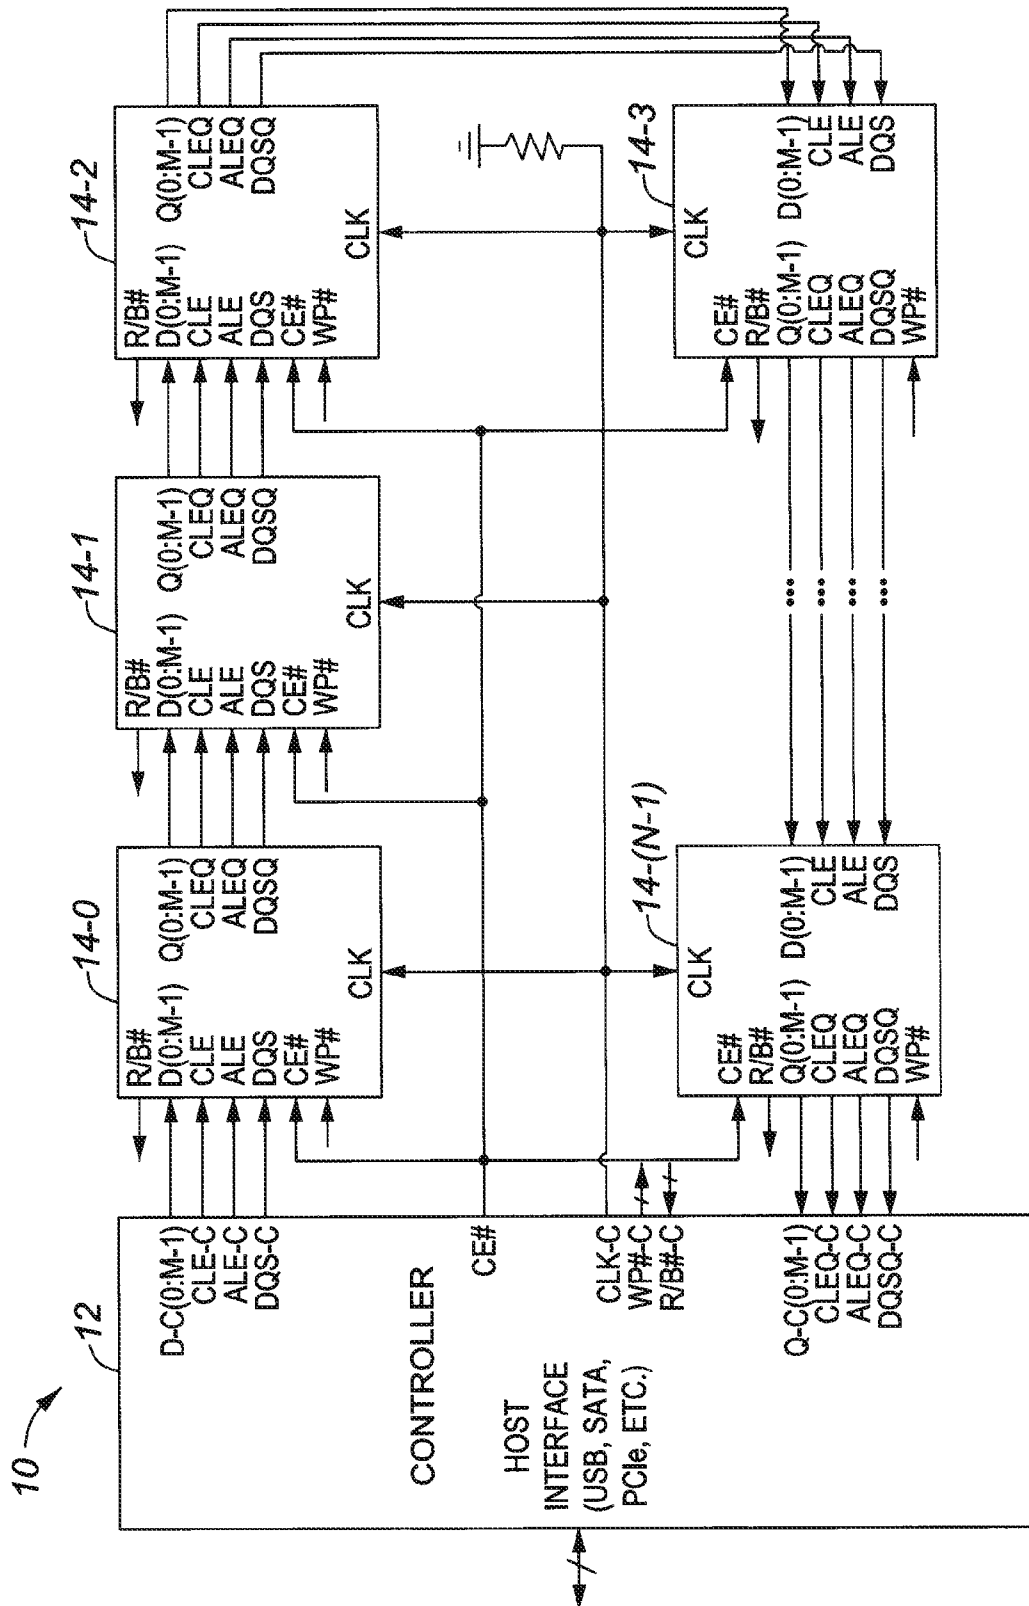 10
12
CONTROLLER
HOST
INTERFACE
(USB, SATA,
PCIe, ETC.)
D-C(0:M-1)
CLE-C
ALE-C
DQS-C
CE#
CLK-C
WP#-C
R/B#-C
Q-C(0:M-1)
CLEQ-C
ALEQ-C
DQSQ-C
14-0
R/B#
D(0:M-1) Q(0:M-1)
CLE CLEQ
ALE ALEQ
DQS DQSQ
CE#
WP#
CLK
14-1
R/B#
D(0:M-1) Q(0:M-1)
CLE CLEQ
ALE ALEQ
DQS DQSQ
CE#
WP#
CLK
14-2
R/B#
D(0:M-1) Q(0:M-1)
CLE CLEQ
ALE ALEQ
DQS DQSQ
CE#
WP#
CLK
14-(N-1)
CLK
CE#
R/B#
Q(0:M-1) D(0:M-1)
CLEQ CLE
ALEQ ALE
DQSQ DQS
WP#
14-3
CLK
CE#
R/B#
Q(0:M-1) D(0:M-1)
CLEQ CLE
ALEQ ALE
DQSQ DQS
WP#